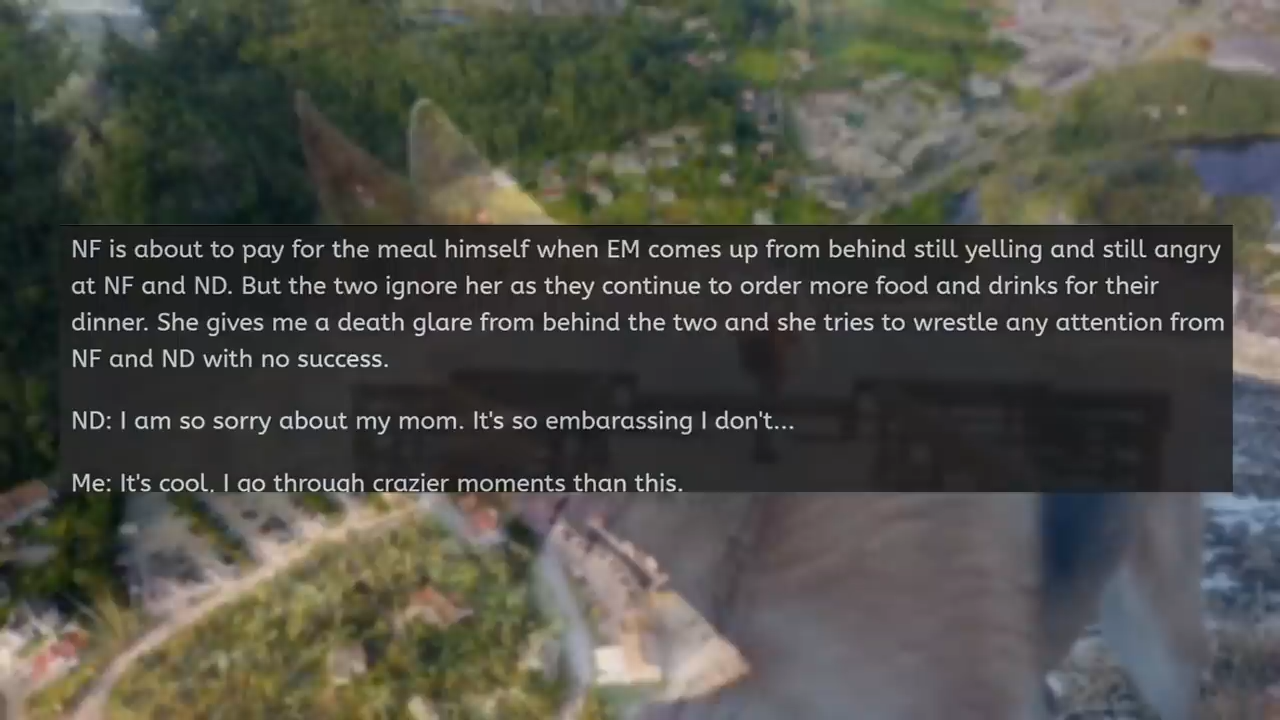 NF is about to pay for the meal himself when EM comes up from behind still yelling and still angry
at NF and ND. But the two ignore her as they continue to order more food and drinks for their
dinner. She gives me a death glare from behind the two and she tries to wrestle any attention from
NF and ND with no success.
ND: I am so sorry about my mom. It's so embarassing I don't...
Me: It's cool. I go through crazier moments than this.